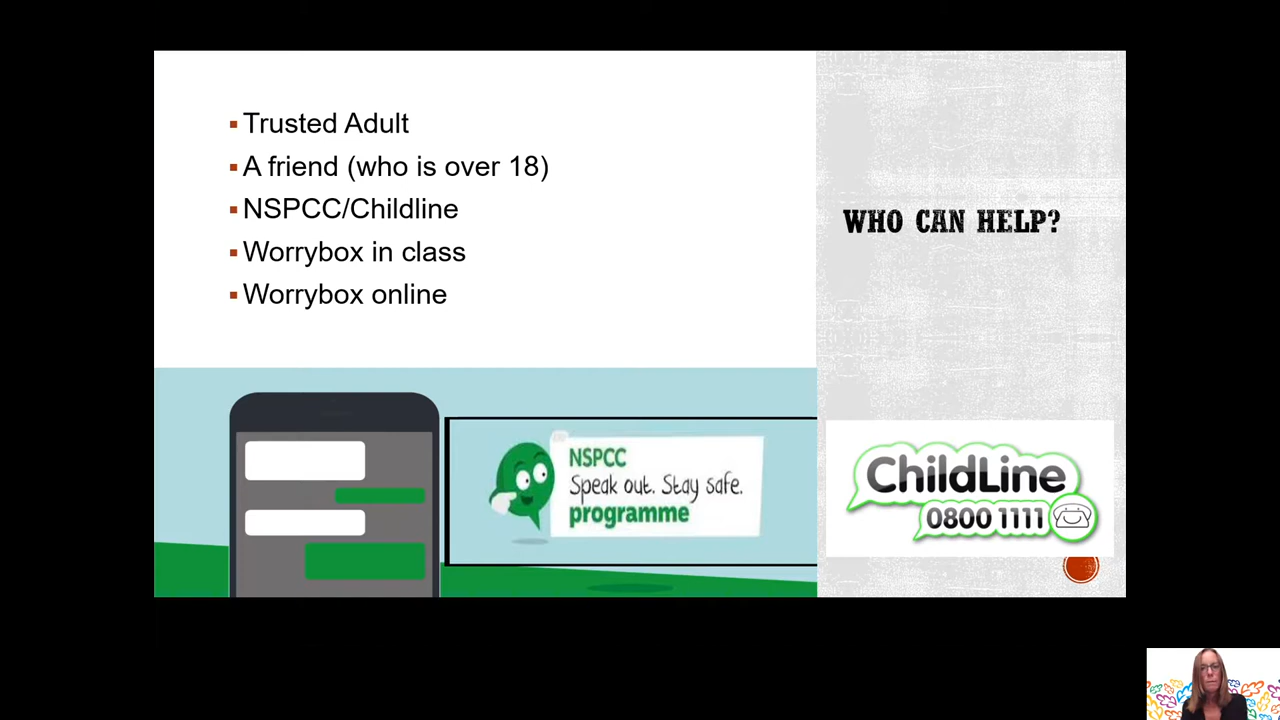 Trusted Adult
A friend (who is over 18)
NSPCC/Childline
Worrybox in class
Worrybox online
WHO CAN HELP?
NSPCC
Speak out. Stay safe.
programme
ChildLine
0800 1111